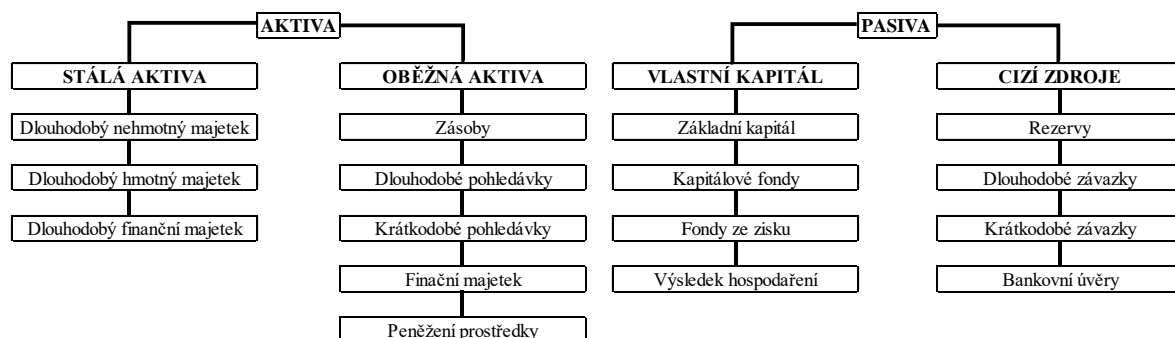 AKTIVA
STÁLÁ AKTIVA
Dlouhodobý nehmotný majetek
Dlouhodobý hmotný majetek
Dlouhodobý finanční majetek
OBĚŽNÁ AKTIVA
Zásoby
Dlouhodobé pohledávky
Krátkodobé pohledávky
Finační majetek
Peněžení prostředky
PASIVA
VLASTNÍ KAPITÁL
Základní kapitál
Kapitálové fondy
Fondy ze zisku
Výsledek hospodaření
CIZÍ ZDROJE
Rezervy
Dlouhodobé závazky
Krátkodobé závazky
Bankovní úvěry